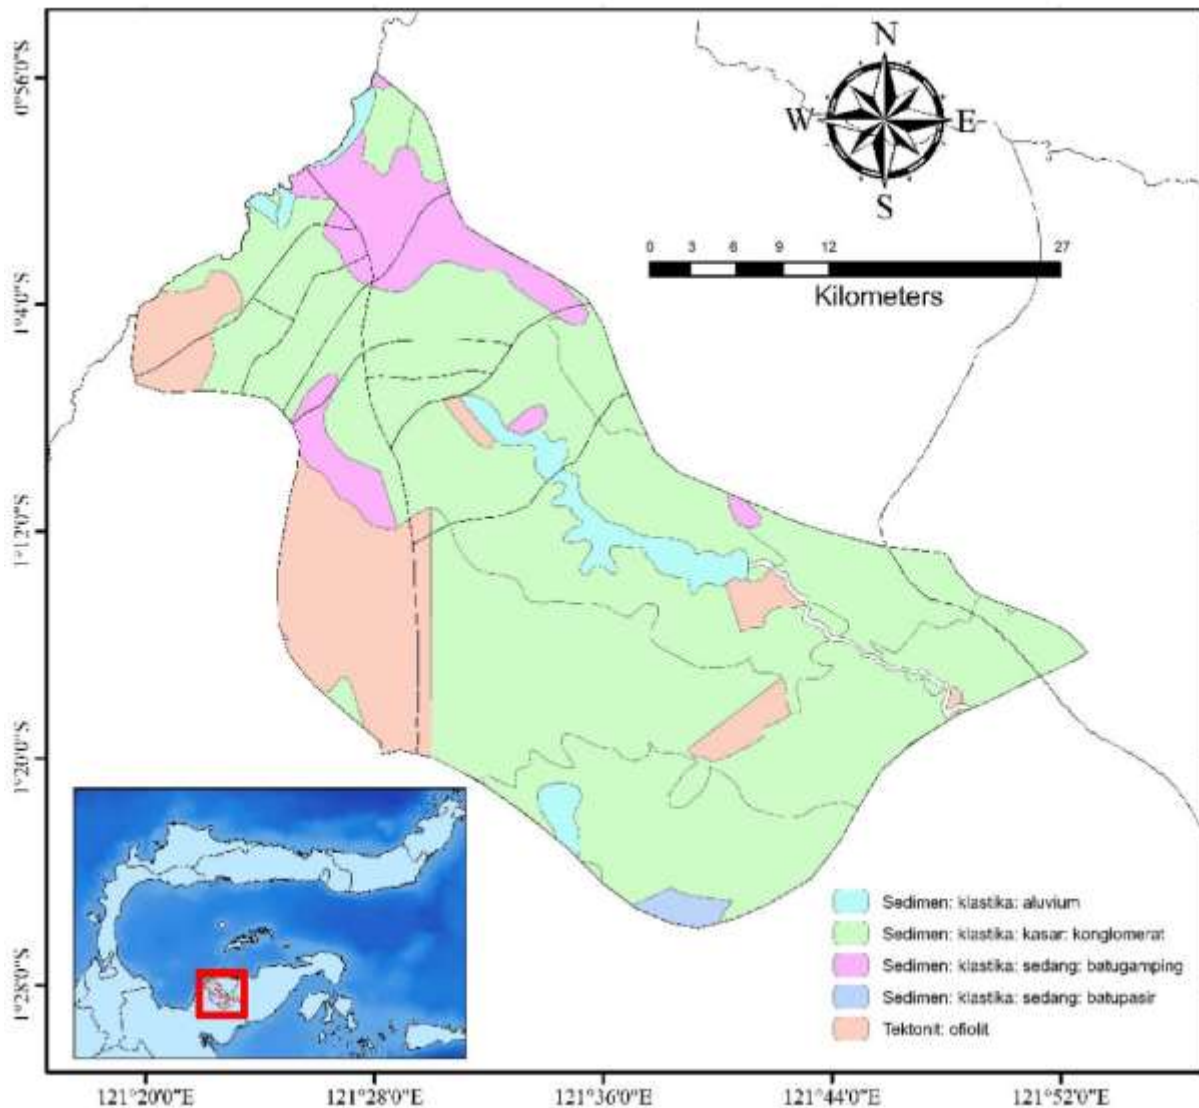 N
W E
S
0 3 6 9 12 27
Kilometers
0°56'0"S
1°4'0"S
1°12'0"S
1°20'0"S
1°28'0"S
Sedimen: klastika: aluvium
Sedimen: klastika: kasar: konglomerat
Sedimen: klastika: sedang: batugamping
Sedimen: klastika: sedang: batupasir
Tektonit: ofiolit
121°20'0"E 121°28'0"E 121°36'0"E 121°44'0"E 121°52'0"E